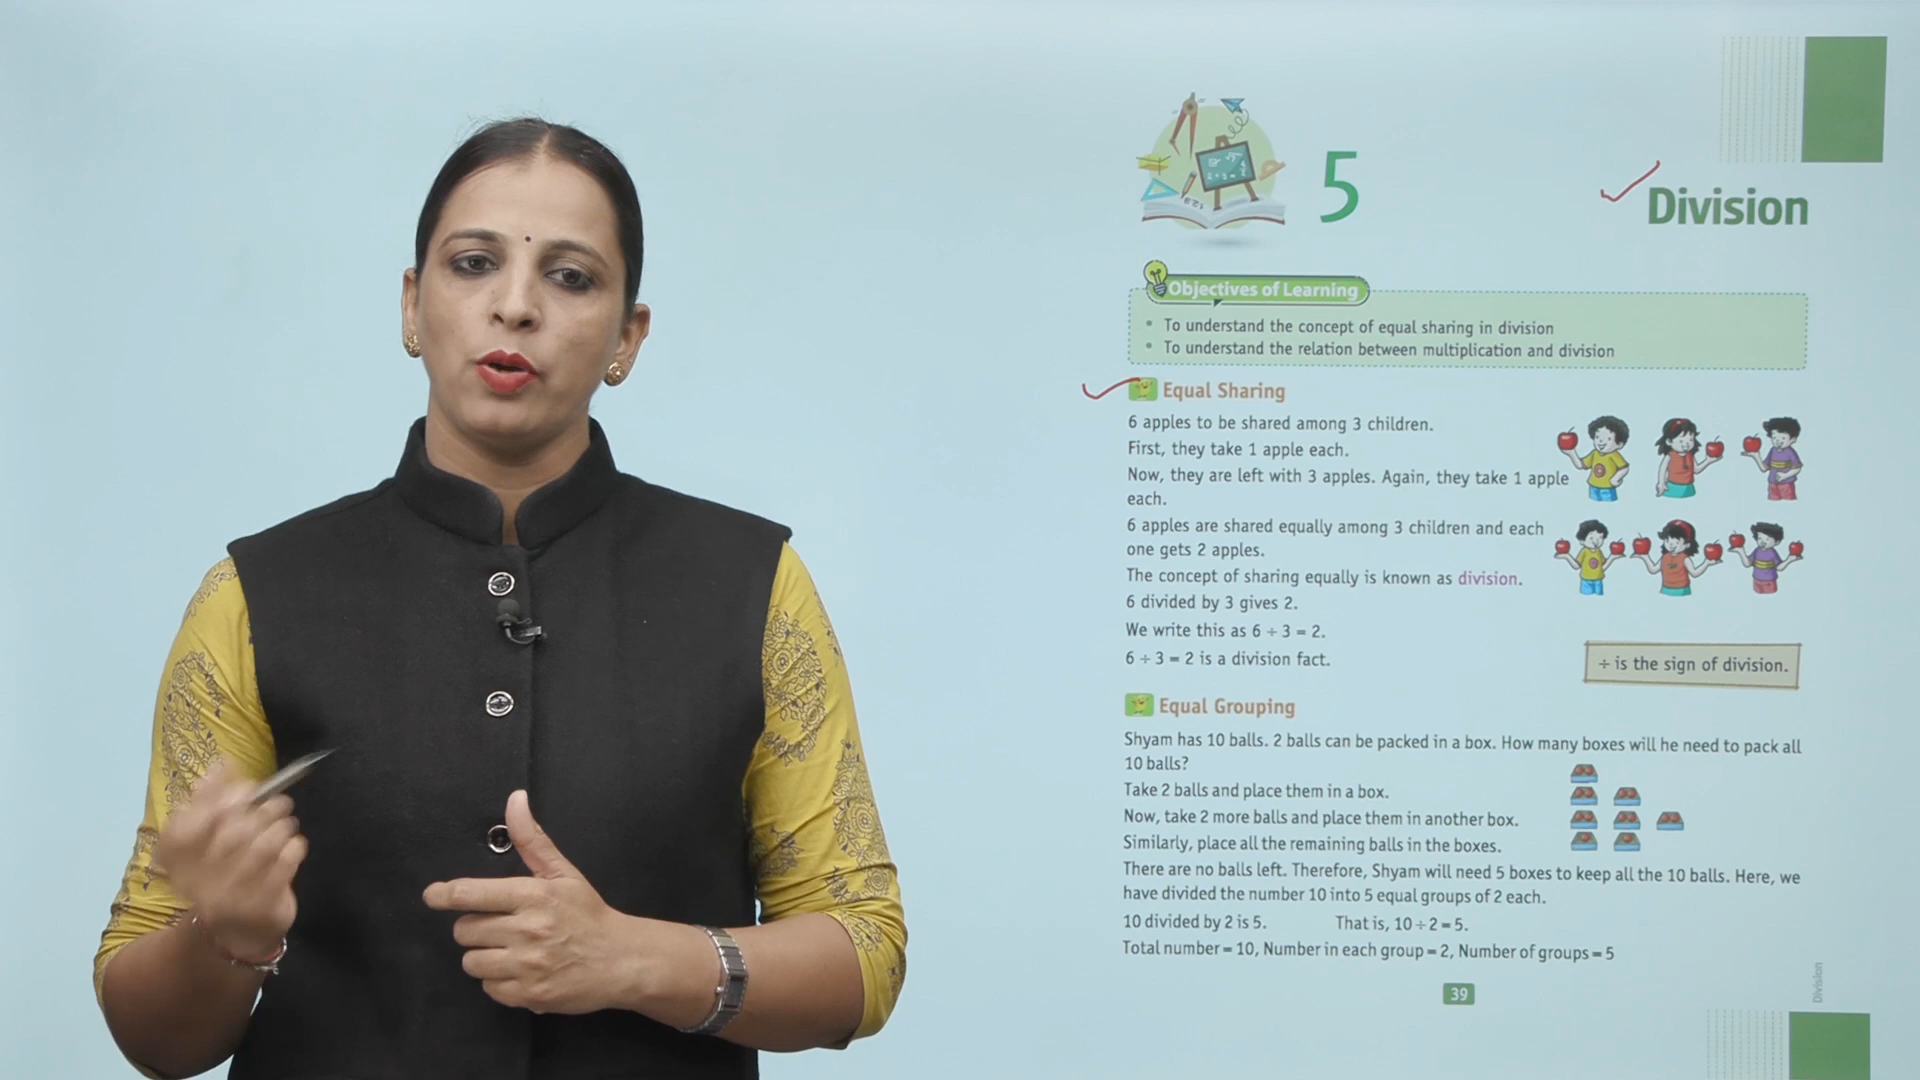 5
Division
Objectives of Learning
• To understand the concept of equal sharing in division
• To understand the relation between multiplication and division
Equal Sharing
6 apples to be shared among 3 children.
First, they take 1 apple each.
Now, they are left with 3 apples. Again, they take 1 apple
each.
6 apples are shared equally among 3 children and each
one gets 2 apples.
The concept of sharing equally is known as division.
6 divided by 3 gives 2.
We write this as 6 ÷ 3 = 2.
6 ÷ 3 = 2 is a division fact.
÷ is the sign of division.
Equal Grouping
Shyam has 10 balls. 2 balls can be packed in a box. How many boxes will he need to pack all
10 balls?
Take 2 balls and place them in a box.
Now, take 2 more balls and place them in another box.
Similarly, place all the remaining balls in the boxes.
There are no balls left. Therefore, Shyam will need 5 boxes to keep all the 10 balls. Here, we
have divided the number 10 into 5 equal groups of 2 each.
10 divided by 2 is 5. That is, 10 ÷ 2 = 5.
Total number = 10, Number in each group = 2, Number of groups = 5
39
Division